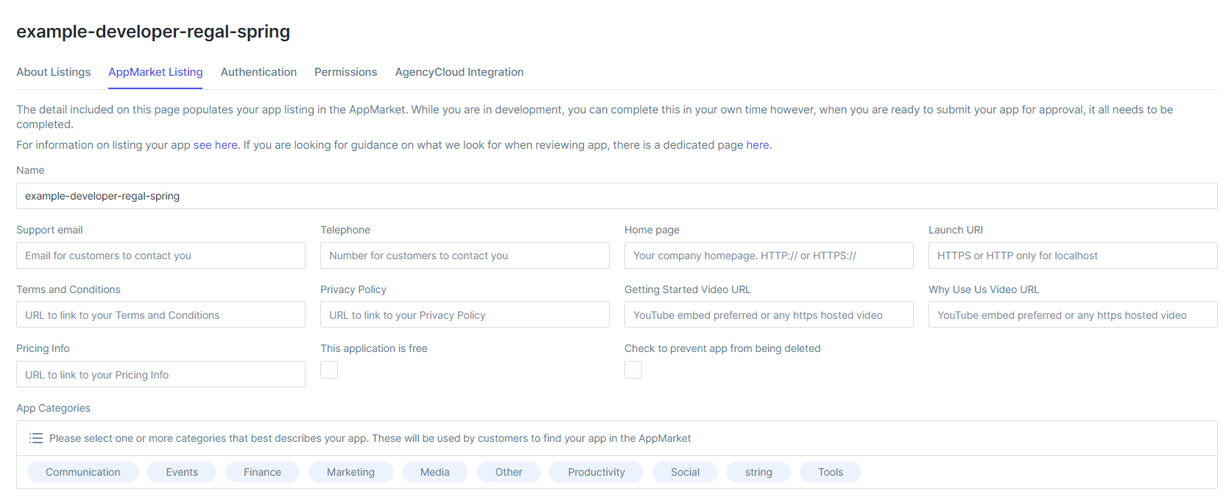 example-developer-regal-spring
About Listings AppMarket Listing Authentication Permissions AgencyCloud Integration
The detail included on this page populates your app listing in the AppMarket. While you are in development, you can complete this in your own time however, when you are ready to submit your app for approval, it all needs to be
completed.
For information on listing your app see here. If you are looking for guidance on what we look for when reviewing app, there is a dedicated page here.
Name
example-developer-regal-spring
Support email Telephone Home page Launch URI
Email for customers to contact you Number for customers to contact you Your company homepage. HTTP:// or HTTPS:// HTTPS or HTTP only for localhost
Terms and Conditions Privacy Policy Getting Started Video URL Why Use Us Video URL
URL to link to your Terms and Conditions URL to link to your Privacy Policy YouTube embed preferred or any https hosted video YouTube embed preferred or any https hosted video
Pricing Info This application is free Check to prevent app from being deleted
URL to link to your Pricing Info
App Categories
Please select one or more categories that best describes your app. These will be used by customers to find your app in the AppMarket
Communication Events Finance Marketing Media Other Productivity Social string Tools